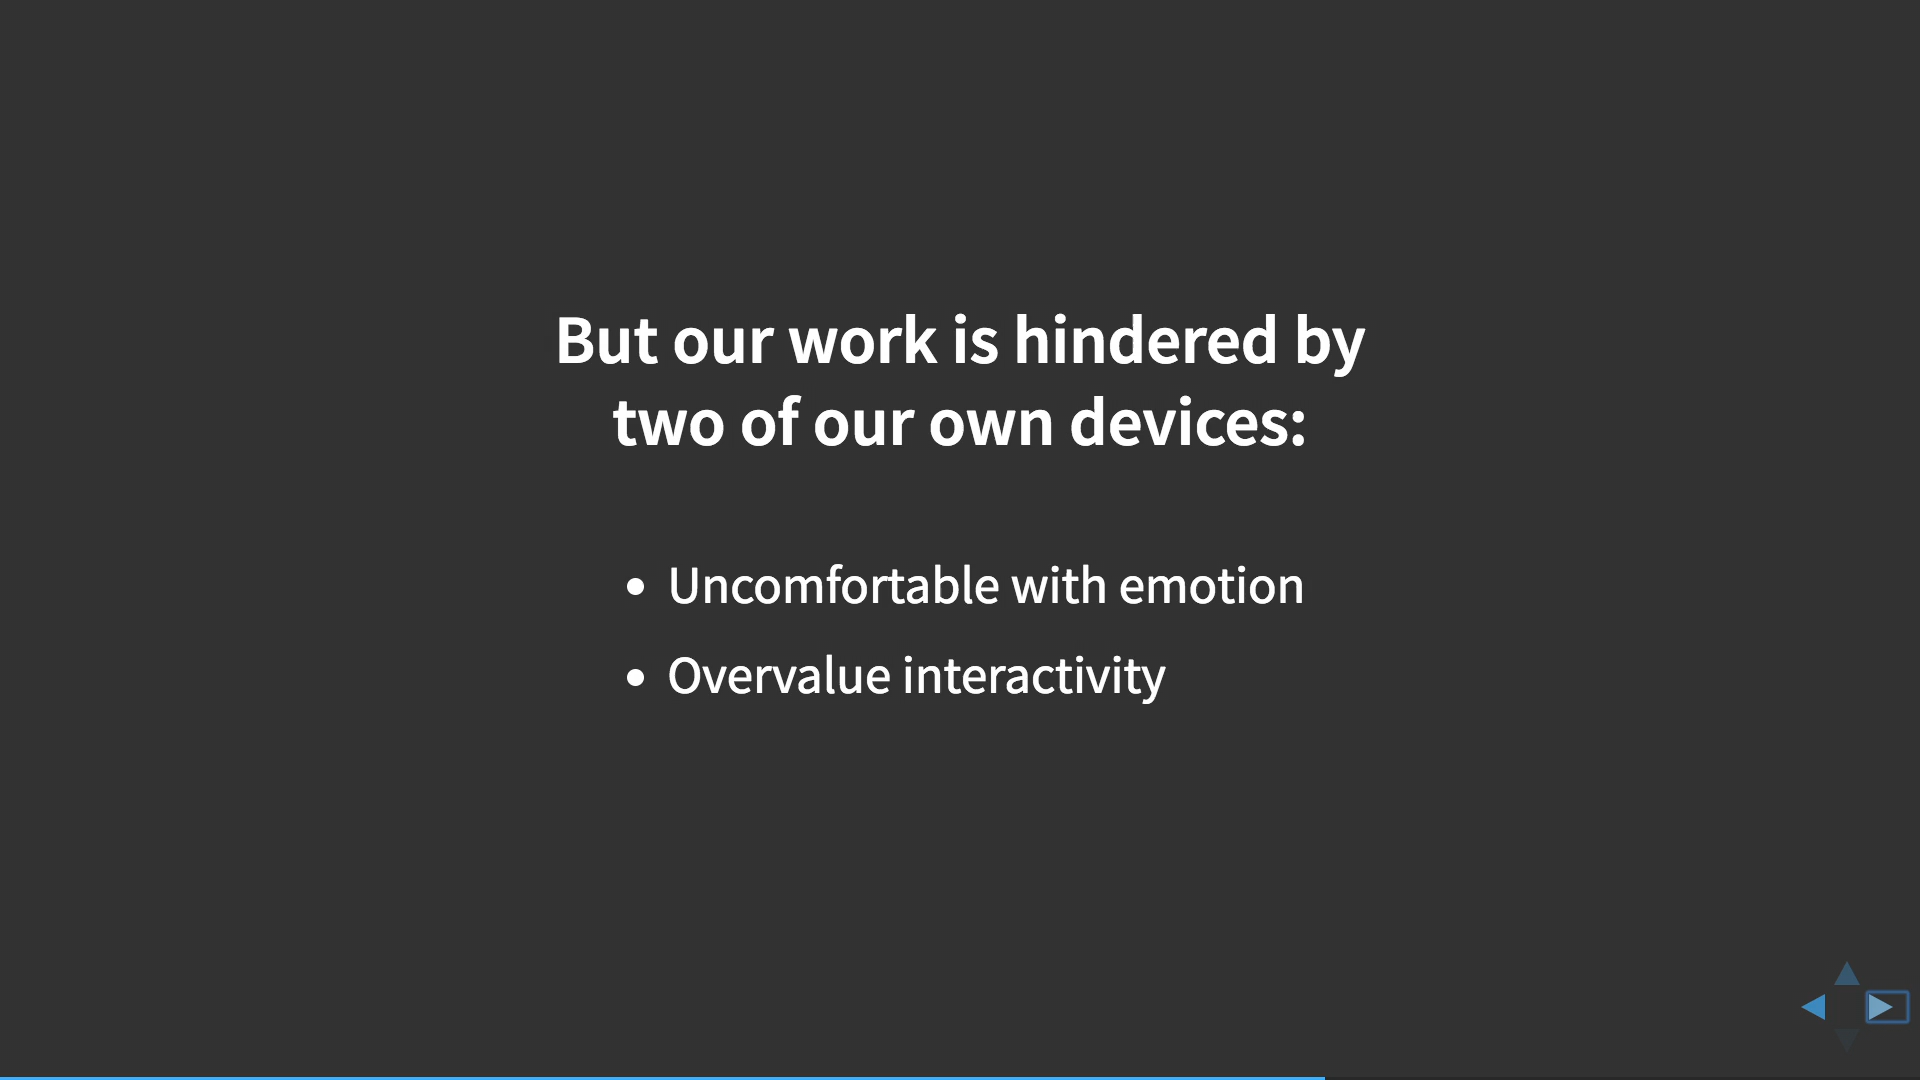 But our work is hindered by
two of our own devices:
• Uncomfortable with emotion
• Overvalue interactivity